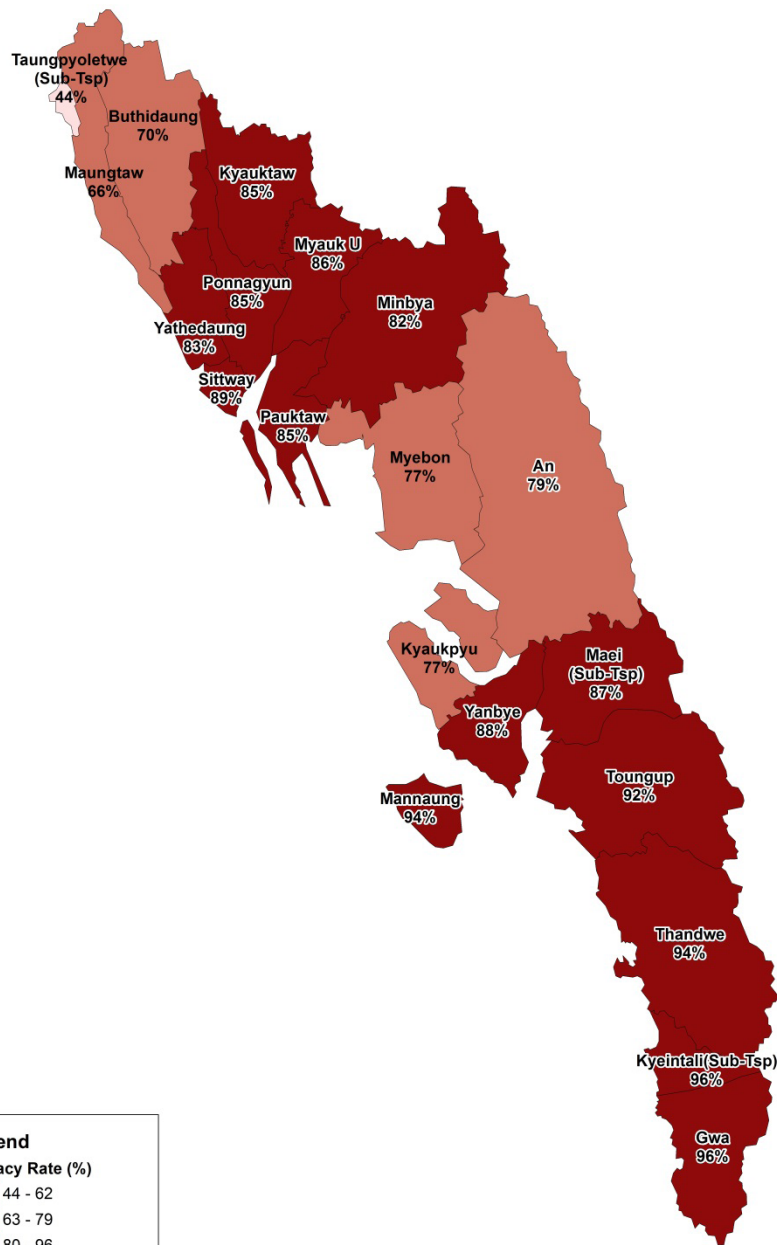 Taungpyoletwe
(Sub-Tsp)
44%
Buthidaung
70%
Maungtaw
66%
Kyauktaw
85%
Myauk U
86%
Ponnagyun
85%
Minbya
82%
Yathedaung
83%
Sittway
89%
Pauktaw
85%
Myebon
77%
An
79%
Kyaukpyu
77%
Maei
(Sub-Tsp)
87%
Yanbye
88%
Toungup
92%
Mannaung
94%
Thandwe
94%
Kyeintali(Sub-Tsp)
96%
Gwa
96%
end
acy Rate (%)
44 - 62
63 - 79
80 - 96